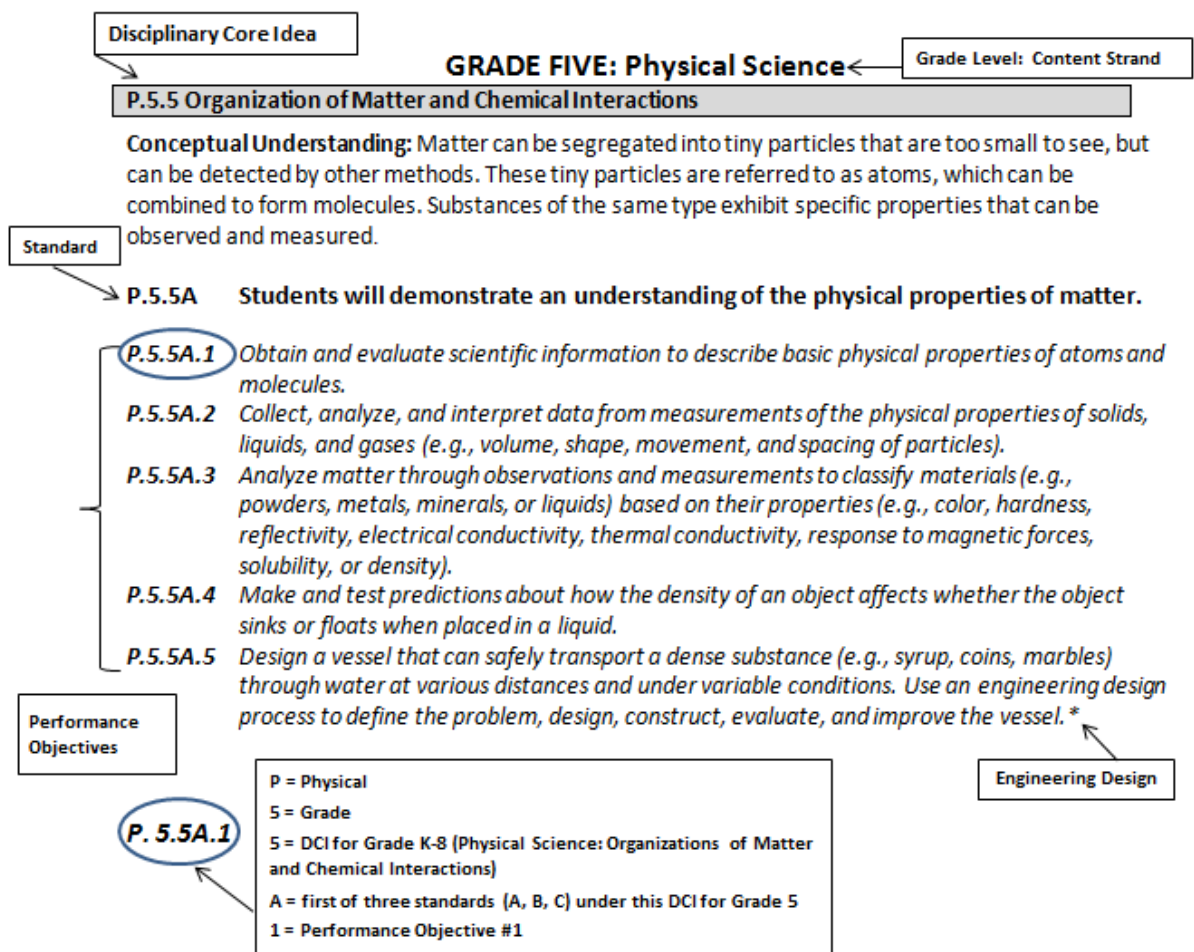 Disciplinary Core Idea
GRADE FIVE: Physical Science
Grade Level: Content Strand
P.5.5 Organization of Matter and Chemical Interactions
Conceptual Understanding: Matter can be segregated into tiny particles that are too small to see, but
can be detected by other methods. These tiny particles are referred to as atoms, which can be
combined to form molecules. Substances of the same type exhibit specific properties that can be
observed and measured.
Standard
P.5.5A Students will demonstrate an understanding of the physical properties of matter.
P.5.5A.1 Obtain and evaluate scientific information to describe basic physical properties of atoms and
molecules.
P.5.5A.2 Collect, analyze, and interpret data from measurements of the physical properties of solids,
liquids, and gases (e.g., volume, shape, movement, and spacing of particles).
P.5.5A.3 Analyze matter through observations and measurements to classify materials (e.g.,
powders, metals, minerals, or liquids) based on their properties (e.g., color, hardness,
reflectivity, electrical conductivity, thermal conductivity, response to magnetic forces,
solubility, or density).
P.5.5A.4 Make and test predictions about how the density of an object affects whether the object
sinks or floats when placed in a liquid.
P.5.5A.5 Design a vessel that can safely transport a dense substance (e.g., syrup, coins, marbles)
through water at various distances and under variable conditions. Use an engineering design
process to define the problem, design, construct, evaluate, and improve the vessel.*
Performance
Objectives
Engineering Design
P. 5.5A.1
P = Physical
5 = Grade
5 = DCI for Grade K-8 (Physical Science: Organizations of Matter
and Chemical Interactions)
A = first of three standards (A, B, C) under this DCI for Grade 5
1 = Performance Objective #1